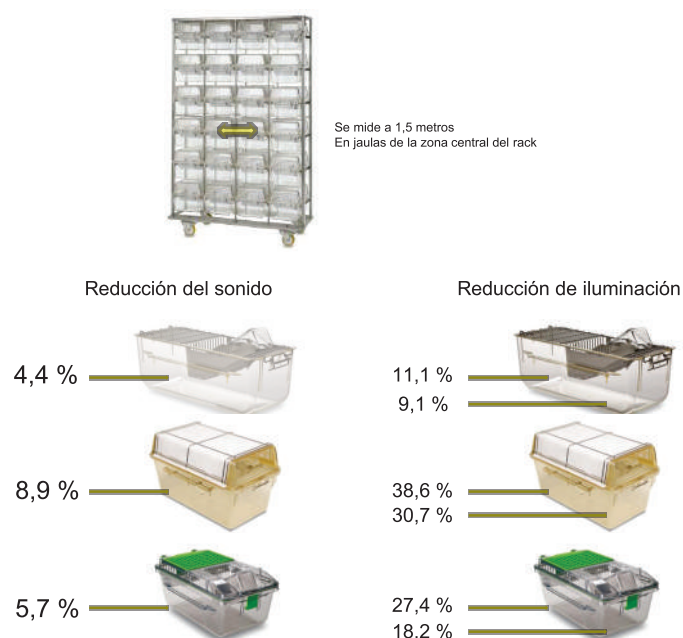 Se mide a 1,5 metros
En jaulas de la zona central del rack
Reducción del sonido
Reducción de iluminación
4,4 %
11,1 %
9,1 %
8,9 %
38,6 %
30,7 %
5,7 %
27,4 %
18,2 %